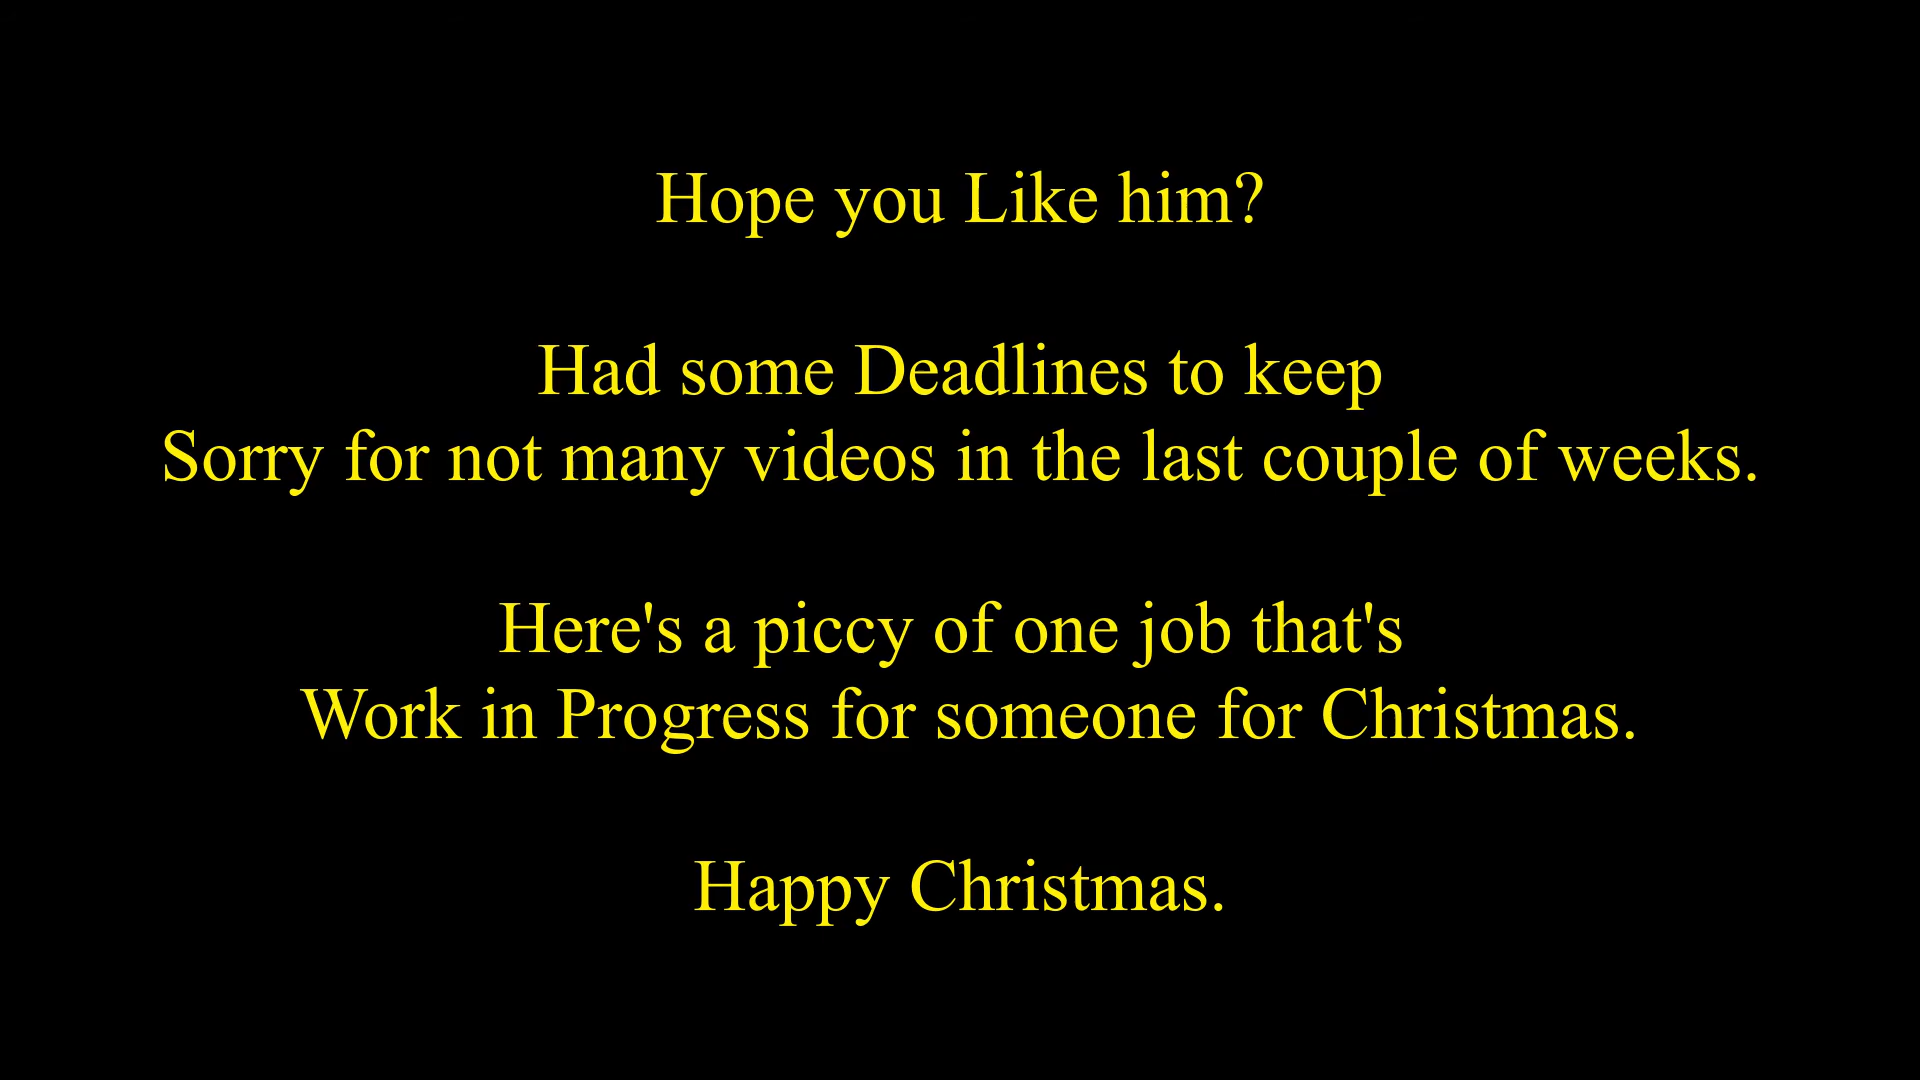 Hope you Like him?
Had some Deadlines to keep
Sorry for not many videos in the last couple of weeks.
Here's a piccy of one job that's
Work in Progress for someone for Christmas.
Happy Christmas.